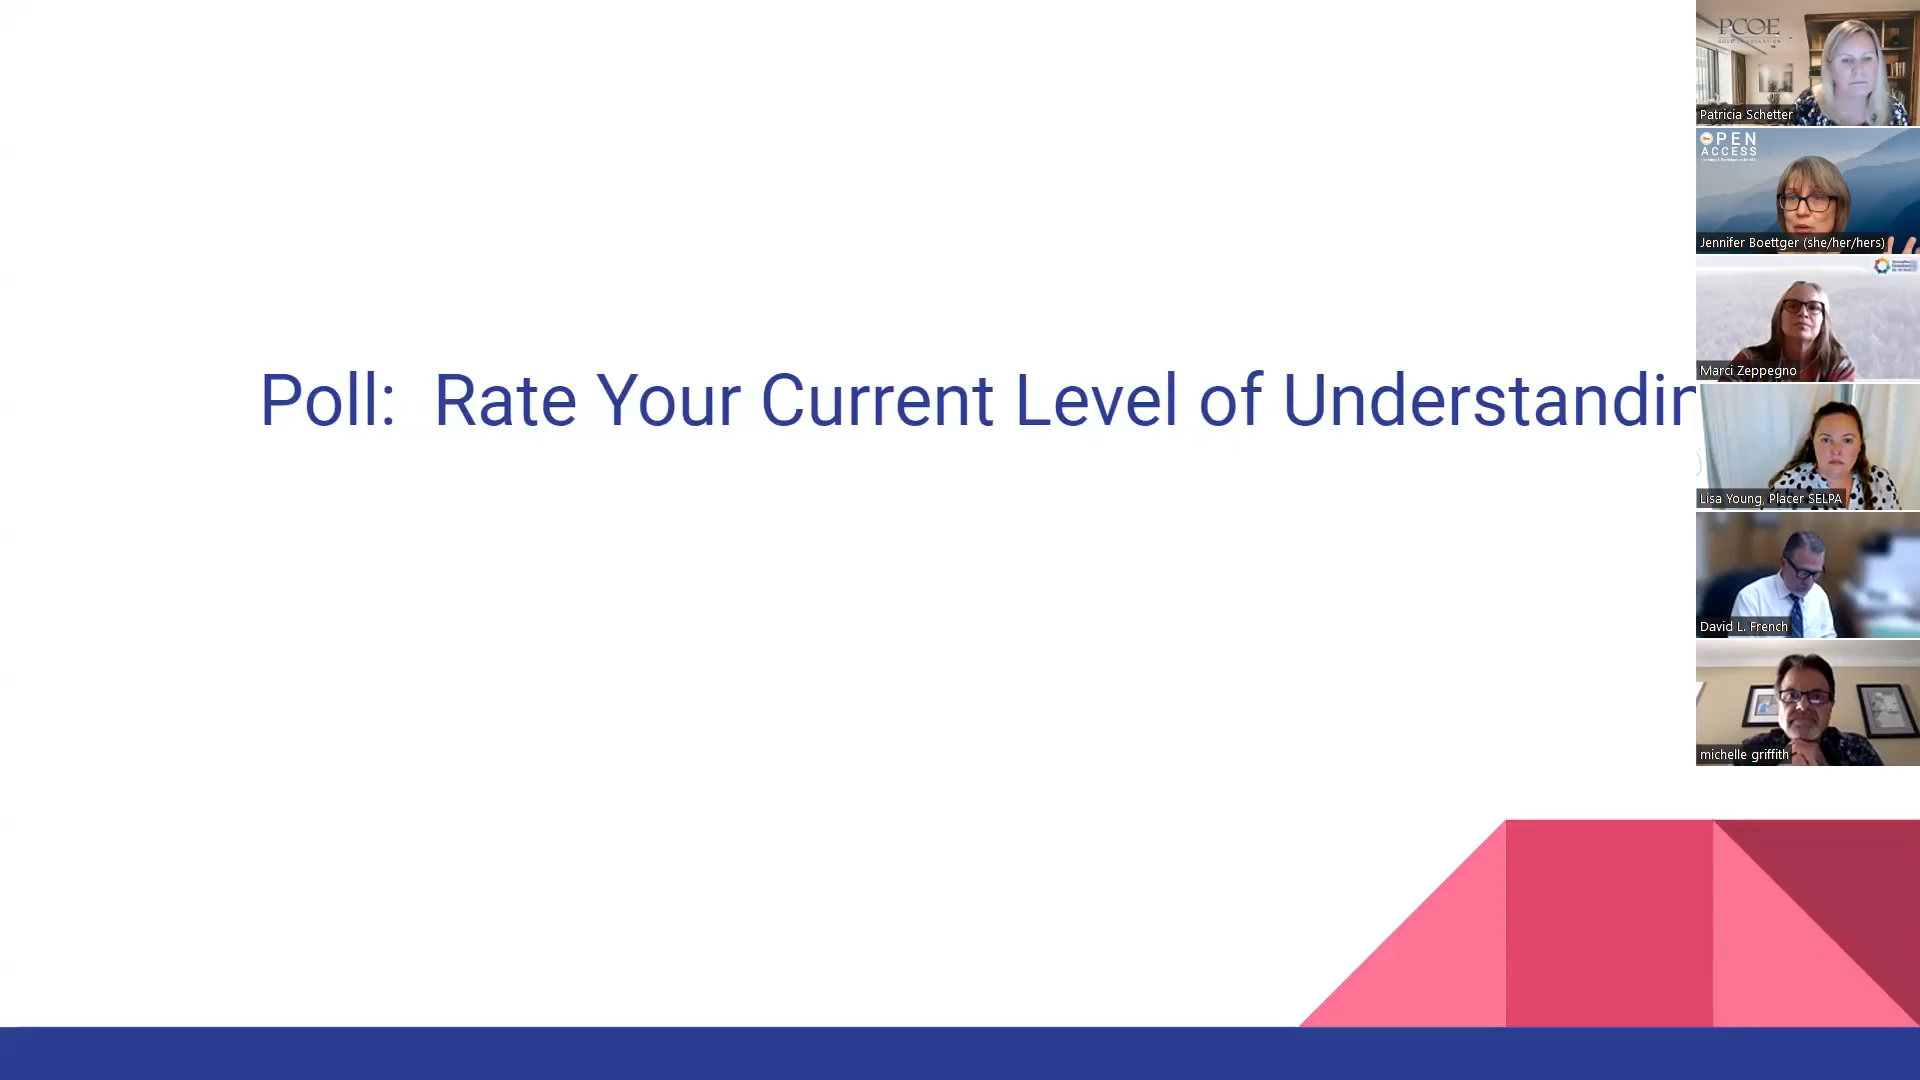 Poll:  Rate Your Current Level of Understandin
PCOE
Patricia Schetter
OPEN
ACCESS
Jennifer Boettger (she/her/hers)
Marci Zeppegno
Lisa Young, Placer SELPA
David L. French
michelle griffith